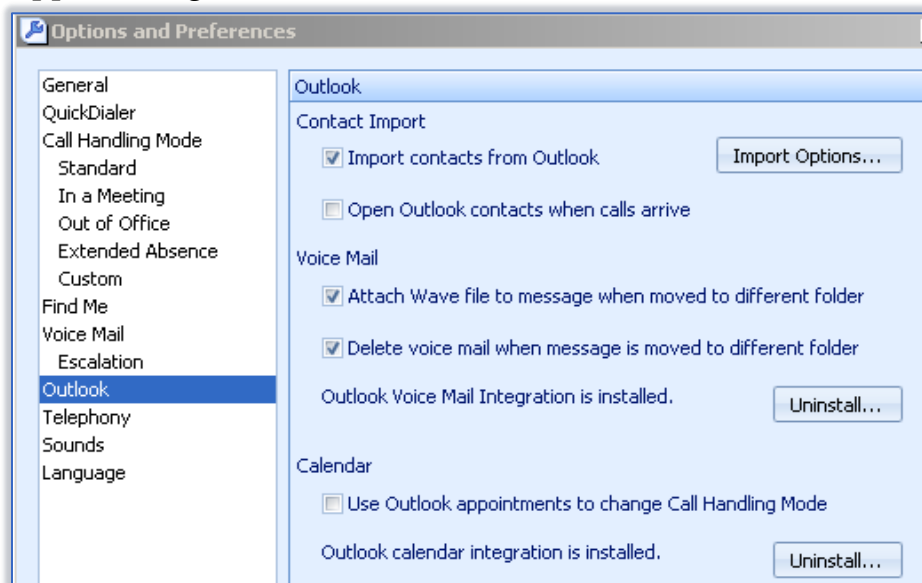 Options and Preferences
General
QuickDialer
Call Handling Mode
Standard
In a Meeting
Out of Office
Extended Absence
Custom
Find Me
Voice Mail
Escalation
Outlook
Telephony
Sounds
Language
Outlook
Contact Import
Import contacts from Outlook
Import Options...
Open Outlook contacts when calls arrive
Voice Mail
Attach Wave file to message when moved to different folder
Delete voice mail when message is moved to different folder
Outlook Voice Mail Integration is installed.
Uninstall...
Calendar
Use Outlook appointments to change Call Handling Mode
Outlook calendar integration is installed.
Uninstall...